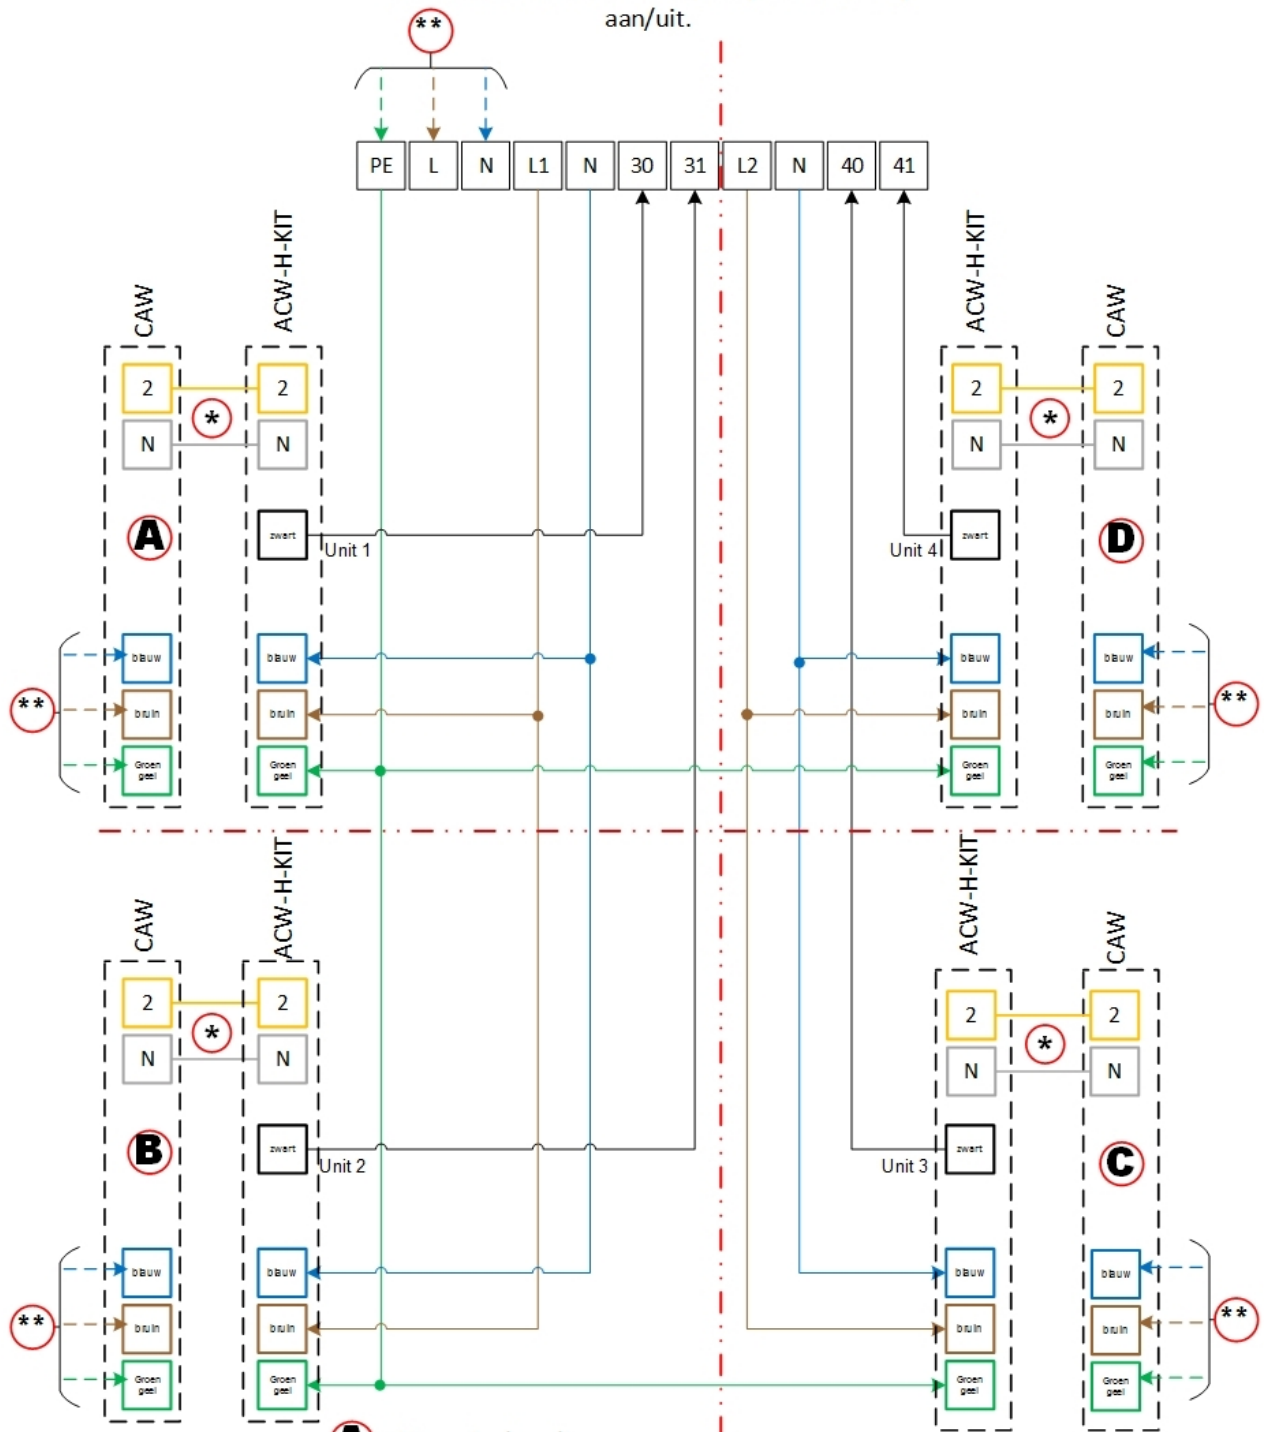 aan/uit.
**
PE L N L1 N 30 31 L2 N 40 41
CAW
ACW-H-KIT
ACW-H-KIT
CAW
2 2 2 2
* *
N N N N
A zwart zwart D
Unit 1 Unit 4
blauw blauw blauw blauw
** **
bruin bruin bruin bruin
Groen geel Groen geel Groen geel Groen geel
CAW
ACW-H-KIT
ACW-H-KIT
CAW
2 2 2 2
* *
N N N N
B zwart zwart C
Unit 2 Unit 3
blauw blauw blauw blauw
** **
bruin bruin bruin bruin
Groen geel Groen geel Groen geel Groen geel